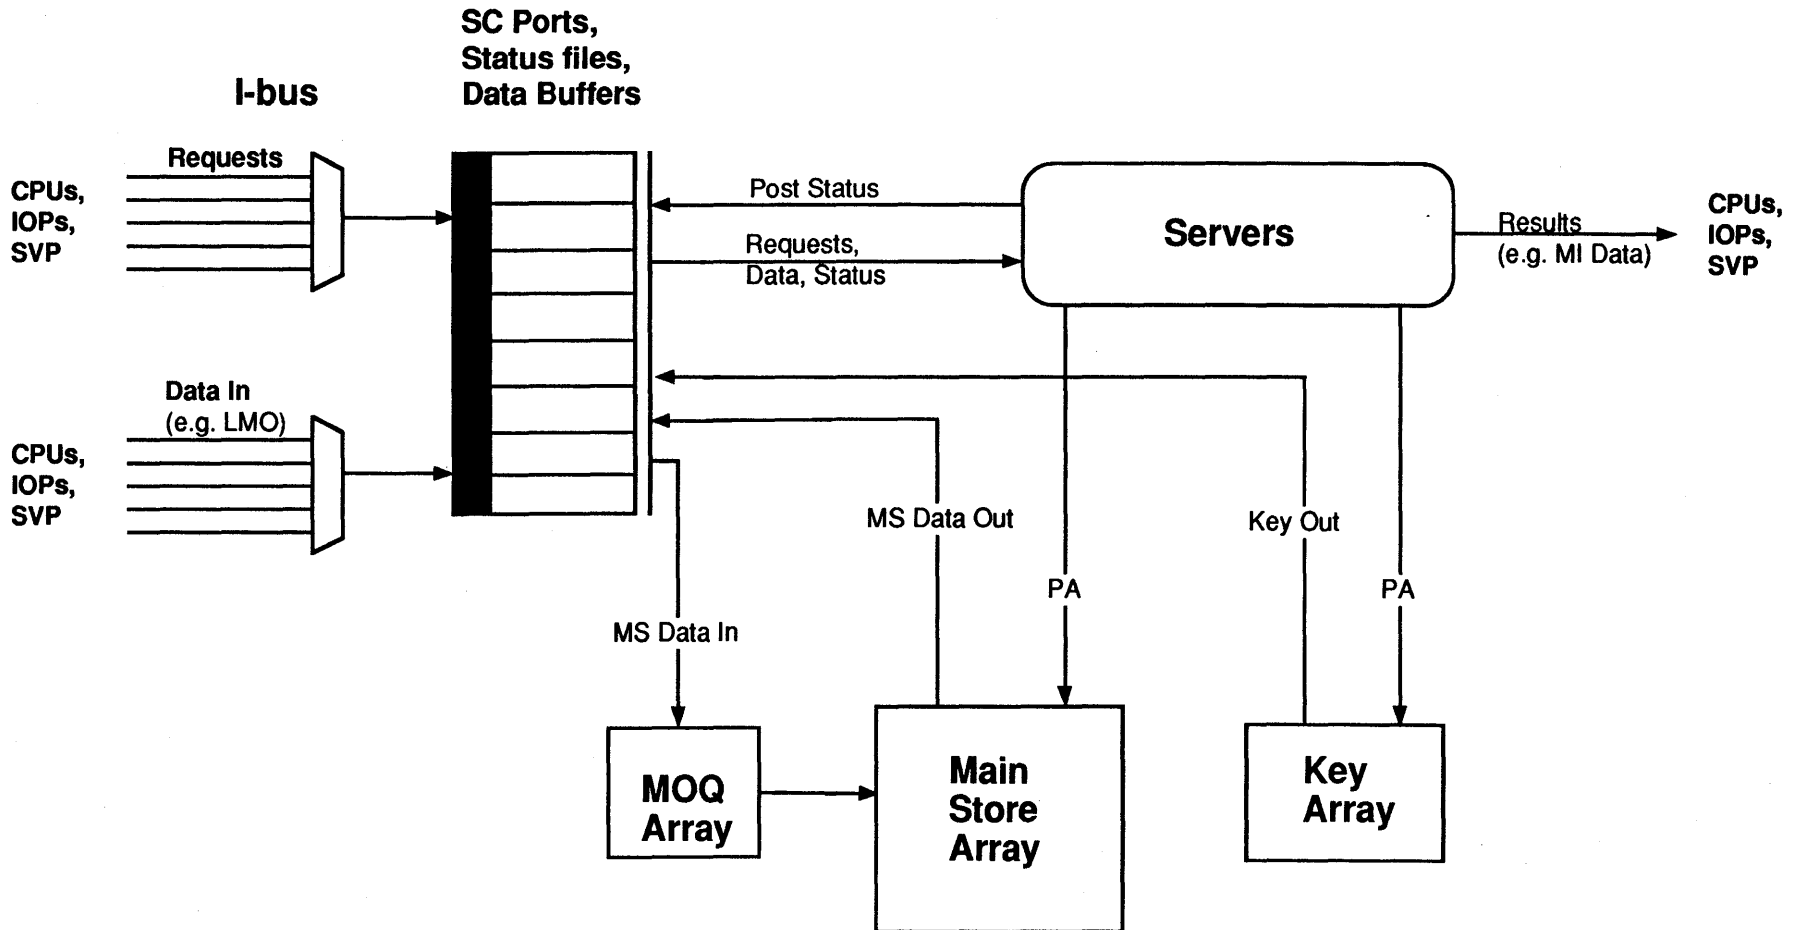 SC Ports,
Status files,
Data Buffers
I-bus
Requests
CPUs,
IOPs,
SVP
Post Status
Requests,
Data, Status
Servers
Results
(e.g. MI Data)
CPUs,
IOPs,
SVP
Data In
(e.g. LMO)
CPUs,
IOPs,
SVP
MS Data Out
Key Out
PA
PA
MS Data In
MOQ
Array
Main
Store
Array
Key
Array